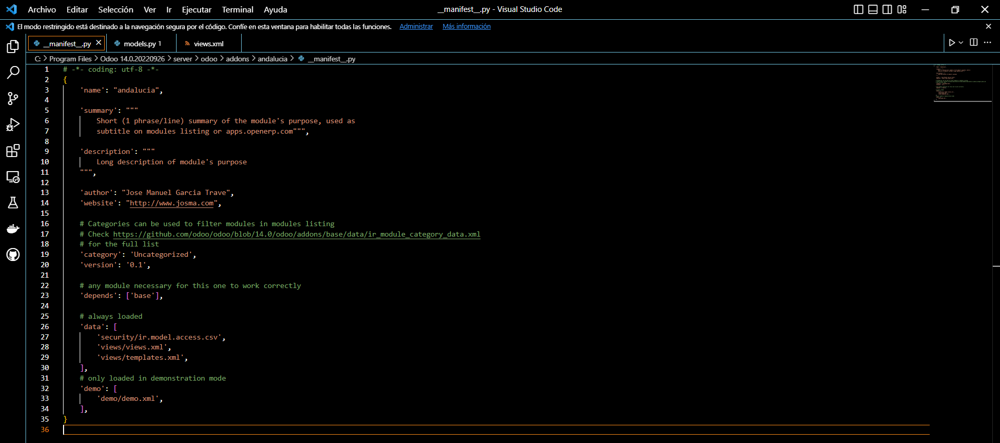 Archivo Editar Selección Ver Ir Ejecutar Terminal Ayuda __manifest__.py - Visual Studio Code
El modo restringido está destinado a la navegación segura por el código. Confíe en esta ventana para habilitar todas las funciones. Administrar Más información
__manifest__.py models.py 1 views.xml
C: > Program Files > Odoo 14.0.20220926 > server > odoo > addons > andalucia > __manifest__.py
1 # -*- coding: utf-8 -*-
2 {
3 'name': "andalucia",
4
5 'summary': """
6 Short (1 phrase/line) summary of the module's purpose, used as
7 subtitle on modules listing or apps.openerp.com""",
8
9 'description': """
10 Long description of module's purpose
11 """,
12
13 'author': "Jose Manuel Garcia Trave",
14 'website': "http://www.josma.com",
15
16 # Categories can be used to filter modules in modules listing
17 # Check https://github.com/odoo/odoo/blob/14.0/odoo/addons/base/data/ir_module_category_data.xml
18 # for the full list
19 'category': 'Uncategorized',
20 'version': '0.1',
21
22 # any module necessary for this one to work correctly
23 'depends': ['base'],
24
25 # always loaded
26 'data': [
27 'security/ir.model.access.csv',
28 'views/views.xml',
29 'views/templates.xml',
30 ],
31 # only loaded in demonstration mode
32 'demo': [
33 'demo/demo.xml',
34 ],
35 }
36